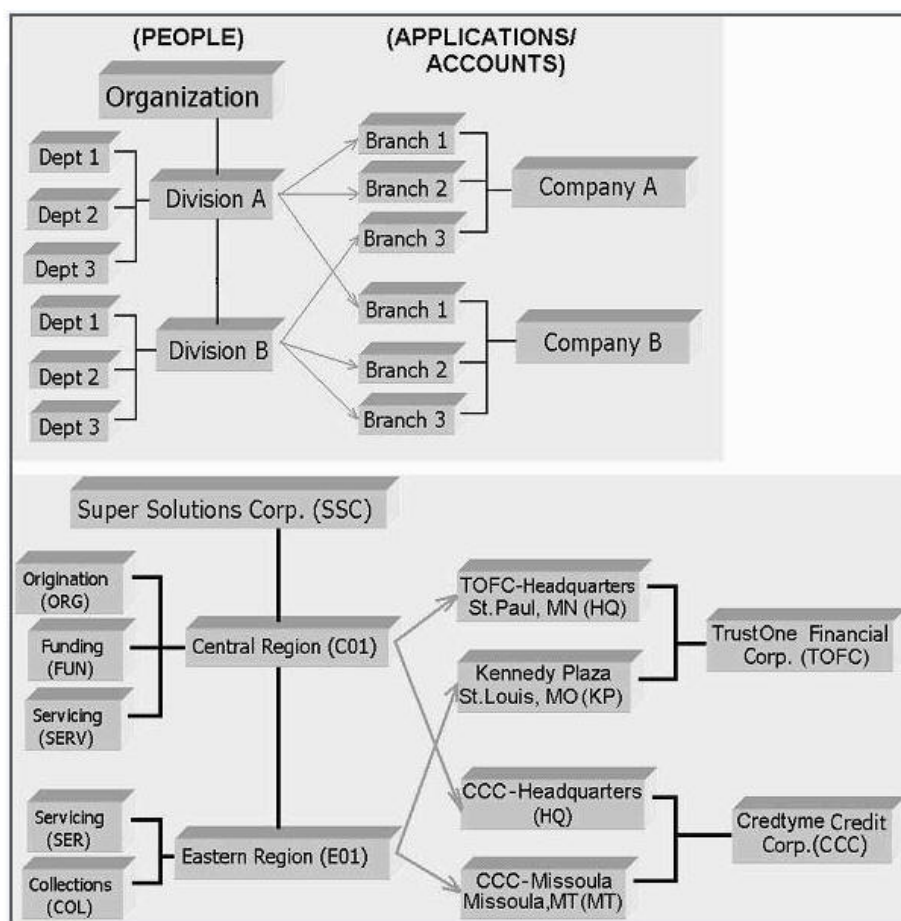 (PEOPLE)
(APPLICATIONS/
ACCOUNTS)
Organization
Dept 1
Dept 2
Dept 3
Division A
Branch 1
Branch 2
Branch 3
Company A
Dept 1
Dept 2
Dept 3
Division B
Branch 1
Branch 2
Branch 3
Company B
Super Solutions Corp. (SSC)
Origination
(ORG)
Funding
(FUN)
Servicing
(SERV)
Central Region (C01)
TOFC-Headquarters
St.Paul, MN (HQ)
Kennedy Plaza
St.Louis, MO (KP)
TrustOne Financial
Corp. (TOFC)
Servicing
(SER)
Collections
(COL)
Eastern Region (E01)
CCC-Headquarters
(HQ)
CCC-Missoula
Missoula,MT(MT)
Credtyme Credit
Corp.(CCC)